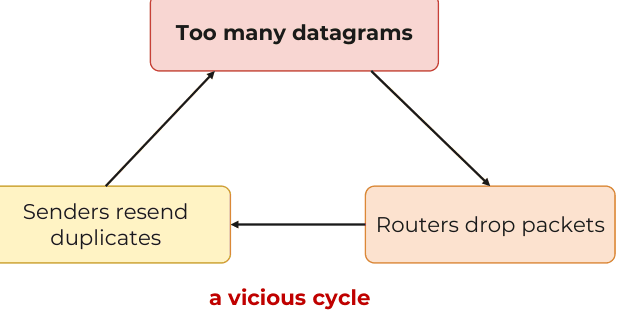 Too many datagrams
Senders resend
duplicates
Routers drop packets
a vicious cycle